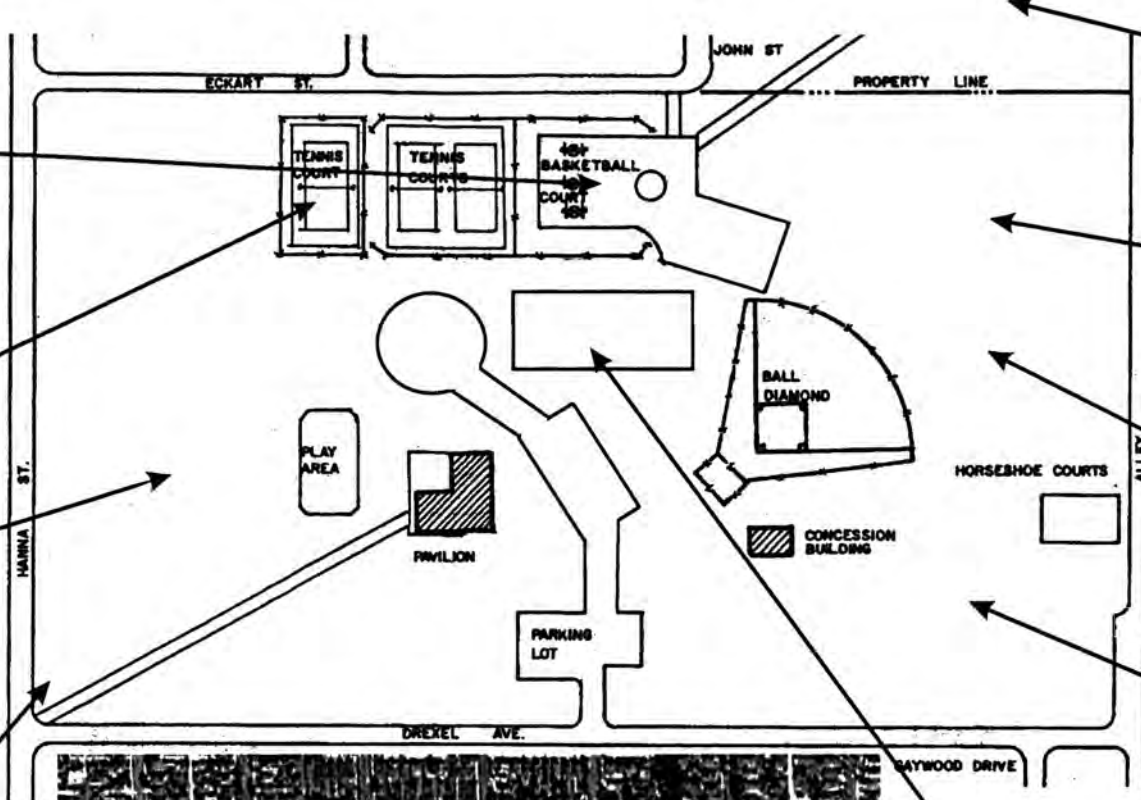 JOHN ST
ECKART ST.
PROPERTY LINE
TENNIS
COURT
TENNIS
COURTS
BASKETBALL
COURT
BALL
DIAMOND
PLAY
AREA
HORSESHOE COURTS
ALLEY
HANNA ST.
PAVILION
CONCESSION
BUILDING
PARKING
LOT
DREXEL AVE.
GAYWOOD DRIVE